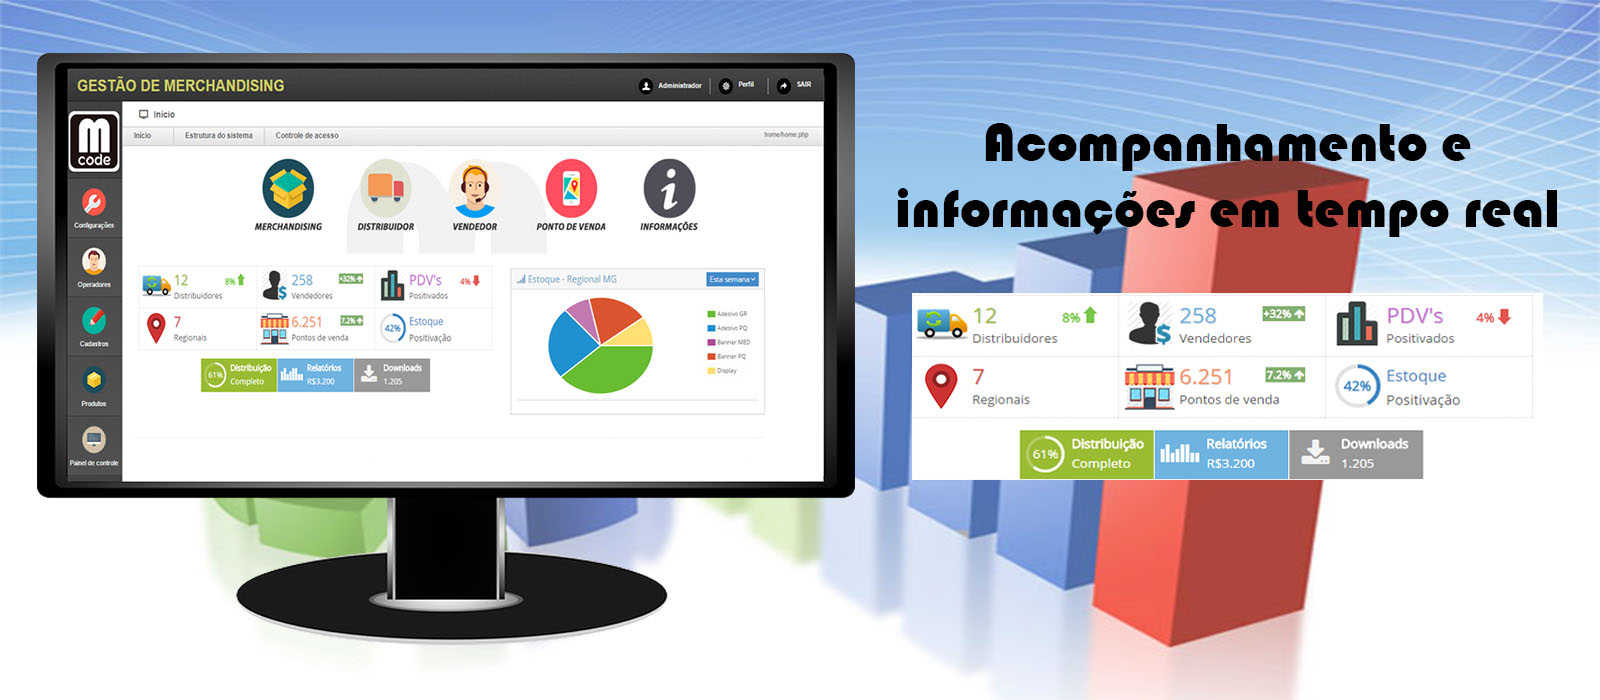 GESTÃO DE MERCHANDISING
Administrador
Perfil
SAIR
m
code
Início
Início
Estrutura do sistema
Controle de acesso
home/home.php
Configurações
Operadores
Cadastros
Produtos
Painel de controle
MERCHANDISING
DISTRIBUIDOR
VENDEDOR
PONTO DE VENDA
INFORMAÇÕES
12
8%
Distribuidores
258
+32%
Vendedores
PDV's
4%
Positivados
7
Regionais
6.251
7.2%
Pontos de venda
42%
Estoque
Positivação
61%
Distribuição
Completo
Relatórios
R$3.200
Downloads
1.205
Estoque - Regional MG
Esta semana
Adesivo GR
Adesivo PQ
Banner MED
Banner PQ
Display
Acompanhamento e
informações em tempo real
12
8%
Distribuidores
258
+32%
Vendedores
PDV's
4%
Positivados
7
Regionais
6.251
7.2%
Pontos de venda
42%
Estoque
Positivação
61%
Distribuição
Completo
Relatórios
R$3.200
Downloads
1.205